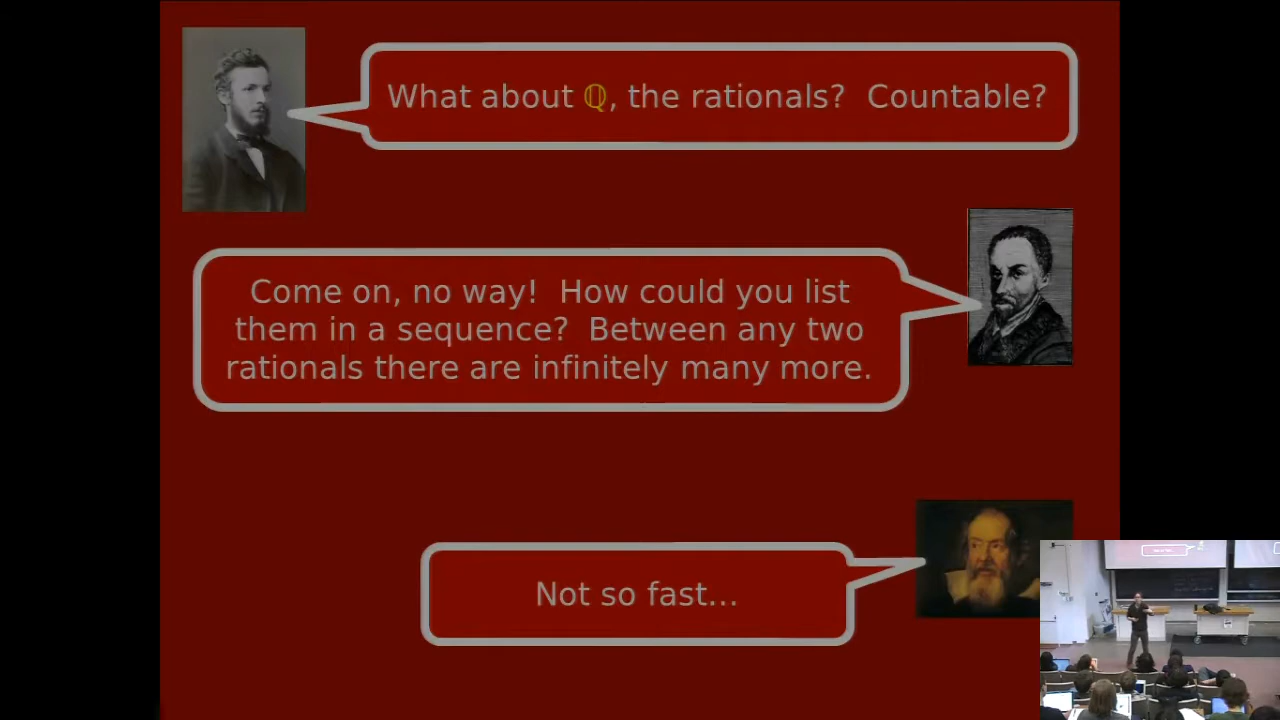 What about ℚ, the rationals? Countable?
Come on, no way! How could you list
them in a sequence? Between any two
rationals there are infinitely many more.
Not so fast...